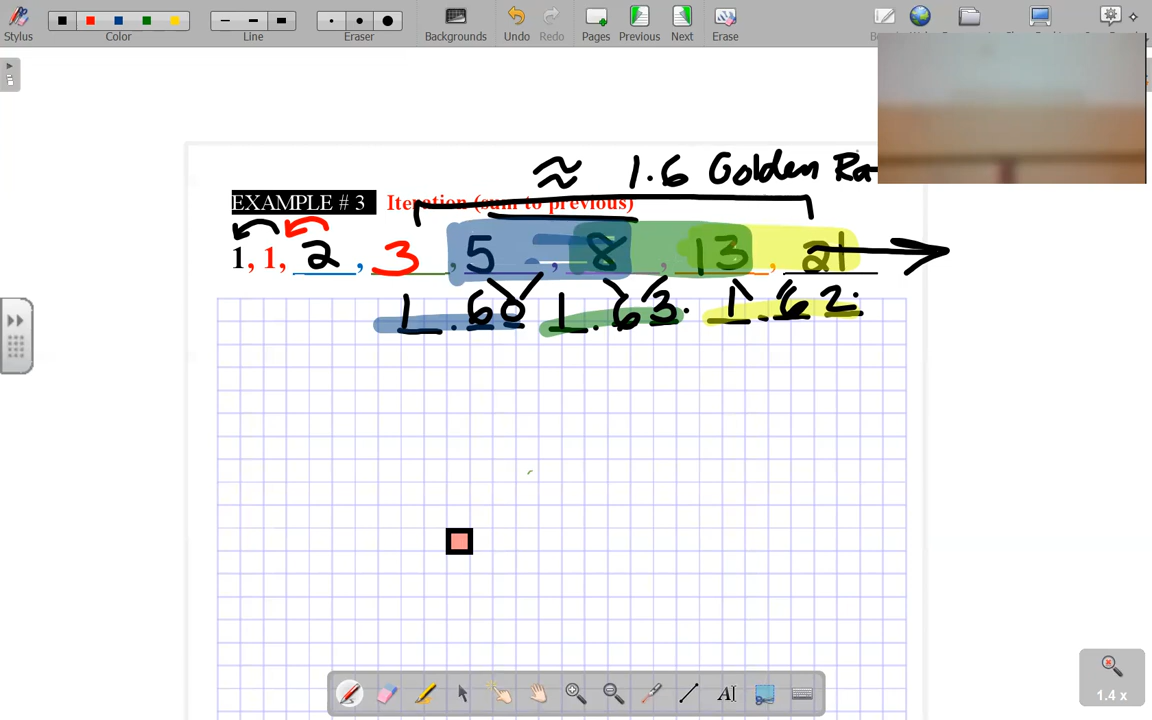 Stylus Color Line Eraser Backgrounds Undo Redo Pages Previous Next Erase
≈ 1.6 Golden Ra
EXAMPLE # 3 Iteration (sum to previous)
1, 1, 2, 3, 5, 8, 13, 21
1.60 1.63. 1.62.
1.4 x